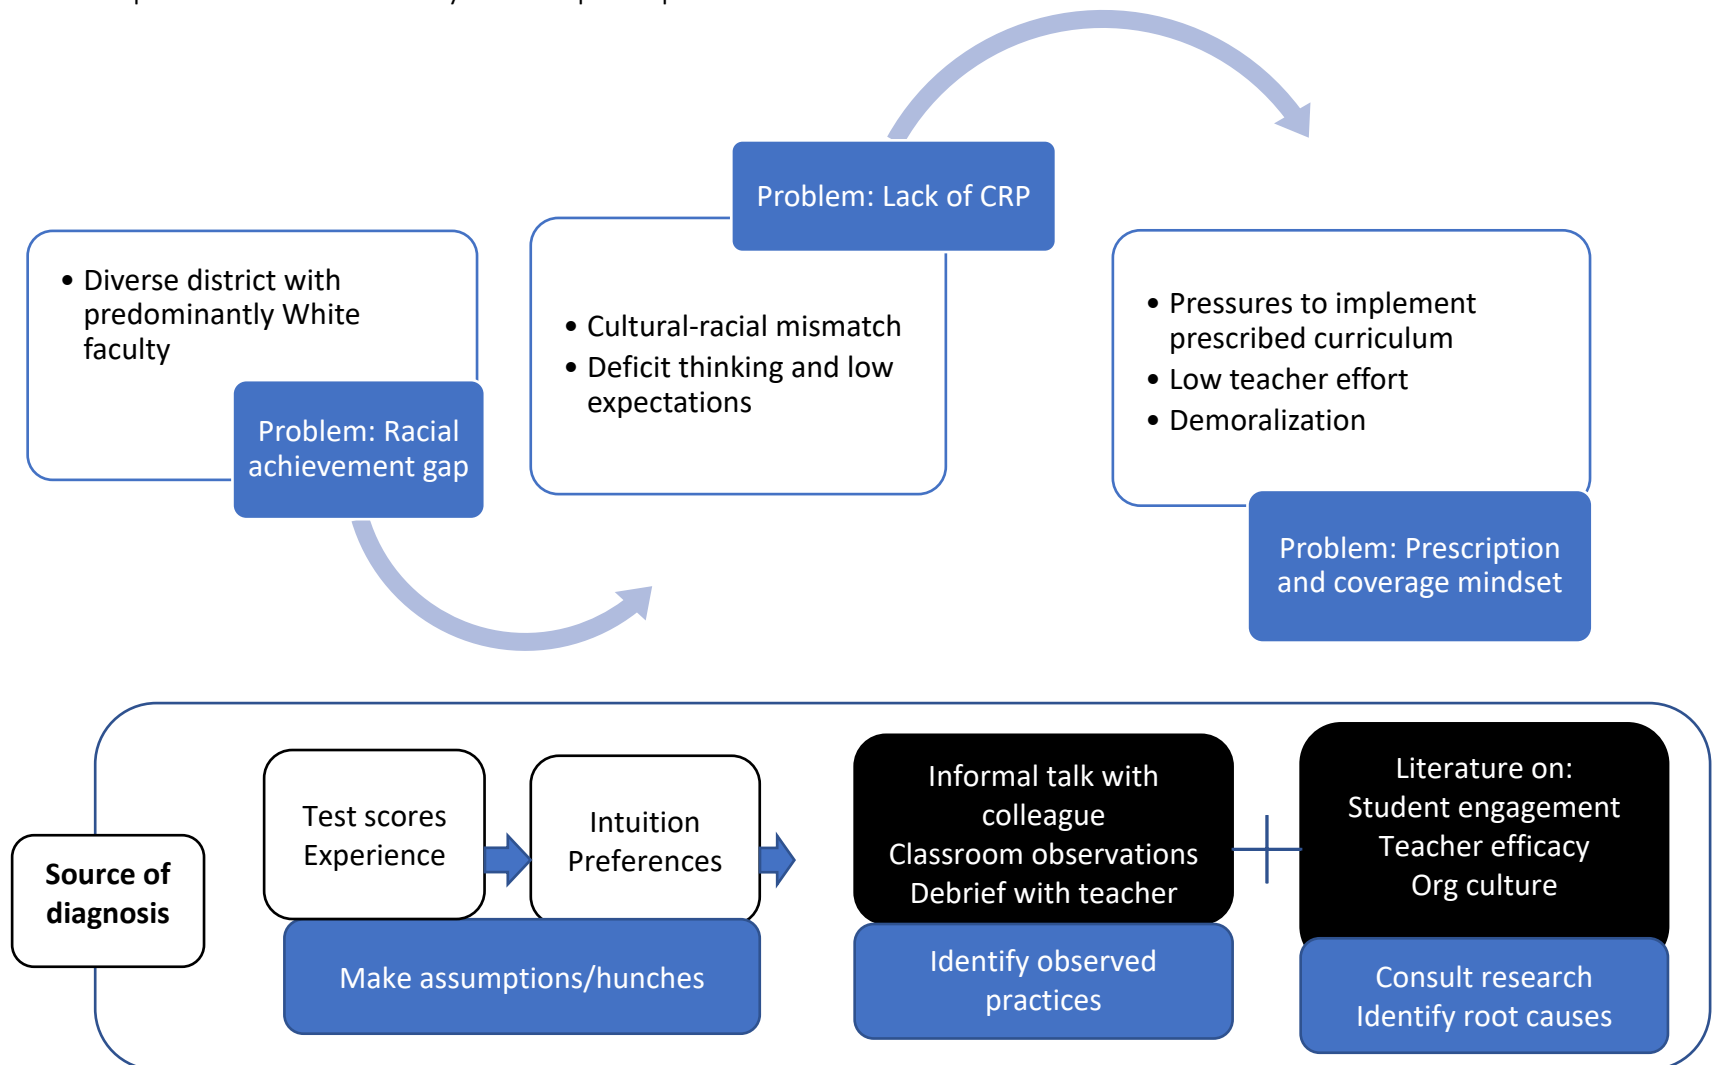 Problem: Lack of CRP
• Diverse district with
predominantly White
faculty
Problem: Racial
achievement gap
• Cultural-racial mismatch
• Deficit thinking and low
expectations
• Pressures to implement
prescribed curriculum
• Low teacher effort
• Demoralization
Problem: Prescription
and coverage mindset
Source of
diagnosis
Test scores
Experience
Intuition
Preferences
Make assumptions/hunches
Informal talk with
colleague
Classroom observations
Debrief with teacher
Identify observed
practices
Literature on:
Student engagement
Teacher efficacy
Org culture
Consult research
Identify root causes